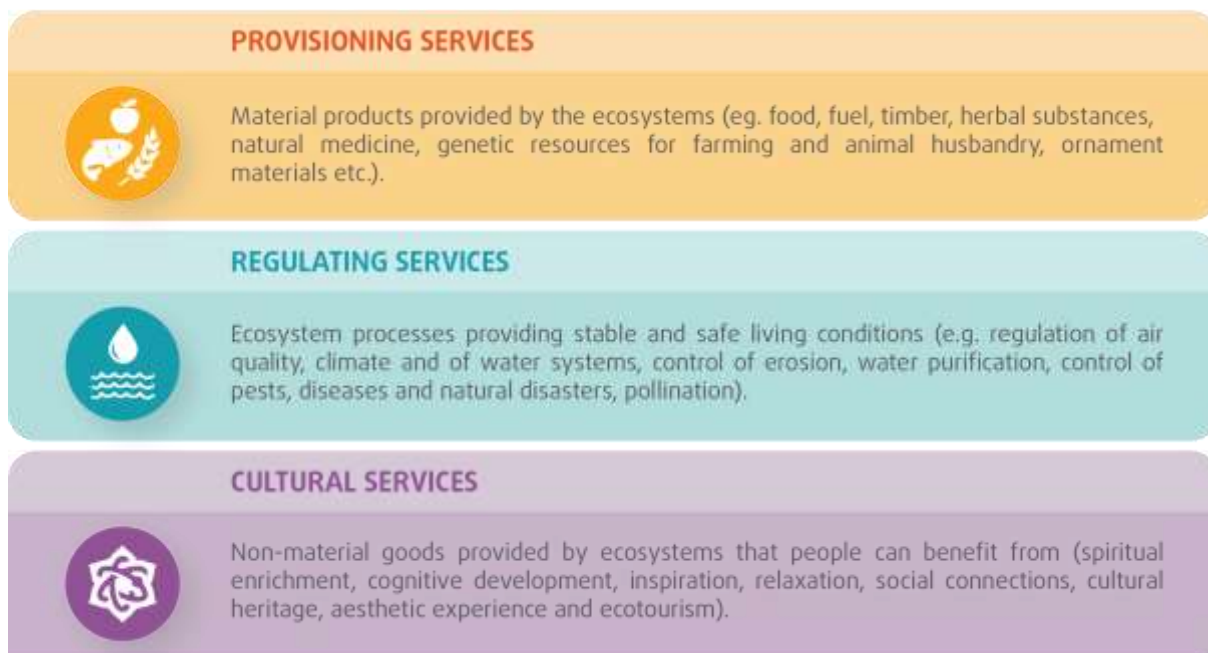 PROVISIONING SERVICES
Material products provided by the ecosystems (eg. food, fuel, timber, herbal substances,
natural medicine, genetic resources for farming and animal husbandry, ornament
materials etc.).
REGULATING SERVICES
Ecosystem processes providing stable and safe living conditions (e.g. regulation of air
quality, climate and of water systems, control of erosion, water purification, control of
pests, diseases and natural disasters, pollination).
CULTURAL SERVICES
Non-material goods provided by ecosystems that people can benefit from (spiritual
enrichment, cognitive development, inspiration, relaxation, social connections, cultural
heritage, aesthetic experience and ecotourism).